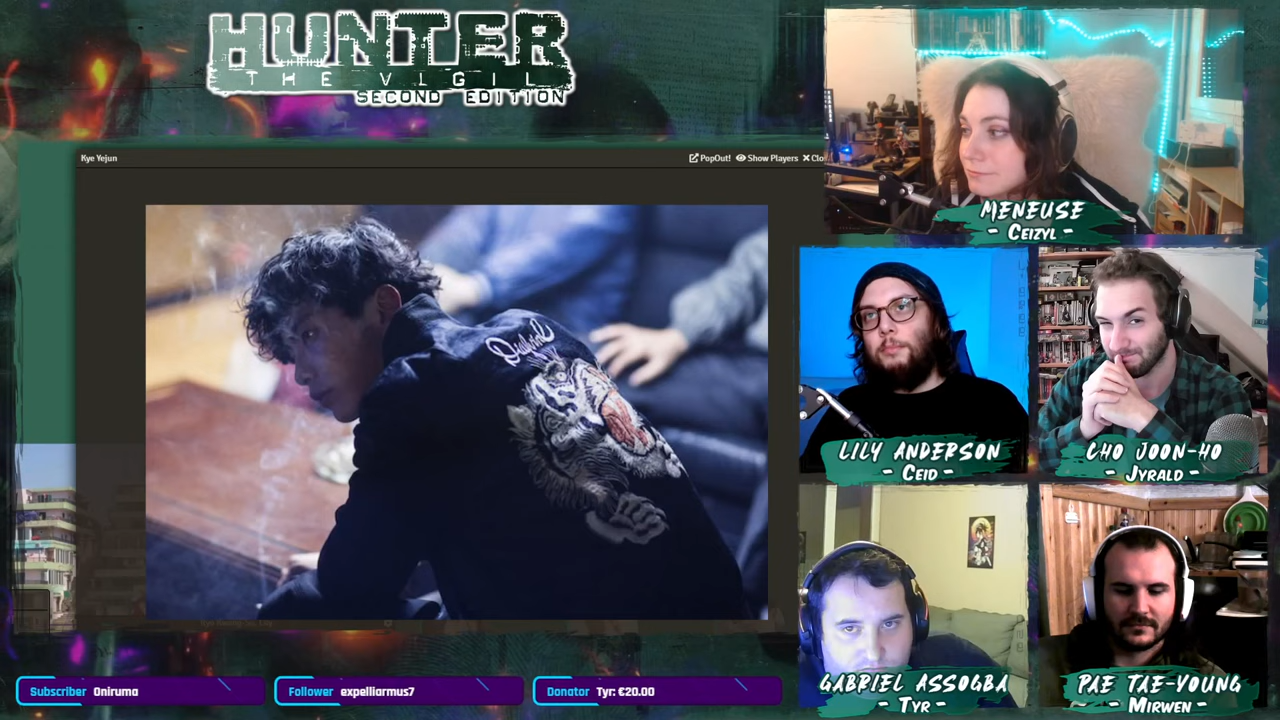 HUNTER
THE VIGIL
SECOND EDITION
Kye Yejun
PopOut! Show Players Clo
MENEUSE
- CEIZYL -
LILY ANDERSON
- CEID -
CHO JOON-HO
- JYRALD -
GABRIEL ASSOGBA
- TYR -
PAE TAE-YOUNG
- MIRWEN -
Subscriber Oniruma
Follower expelliarmus7
Donator Tyr: €20.00